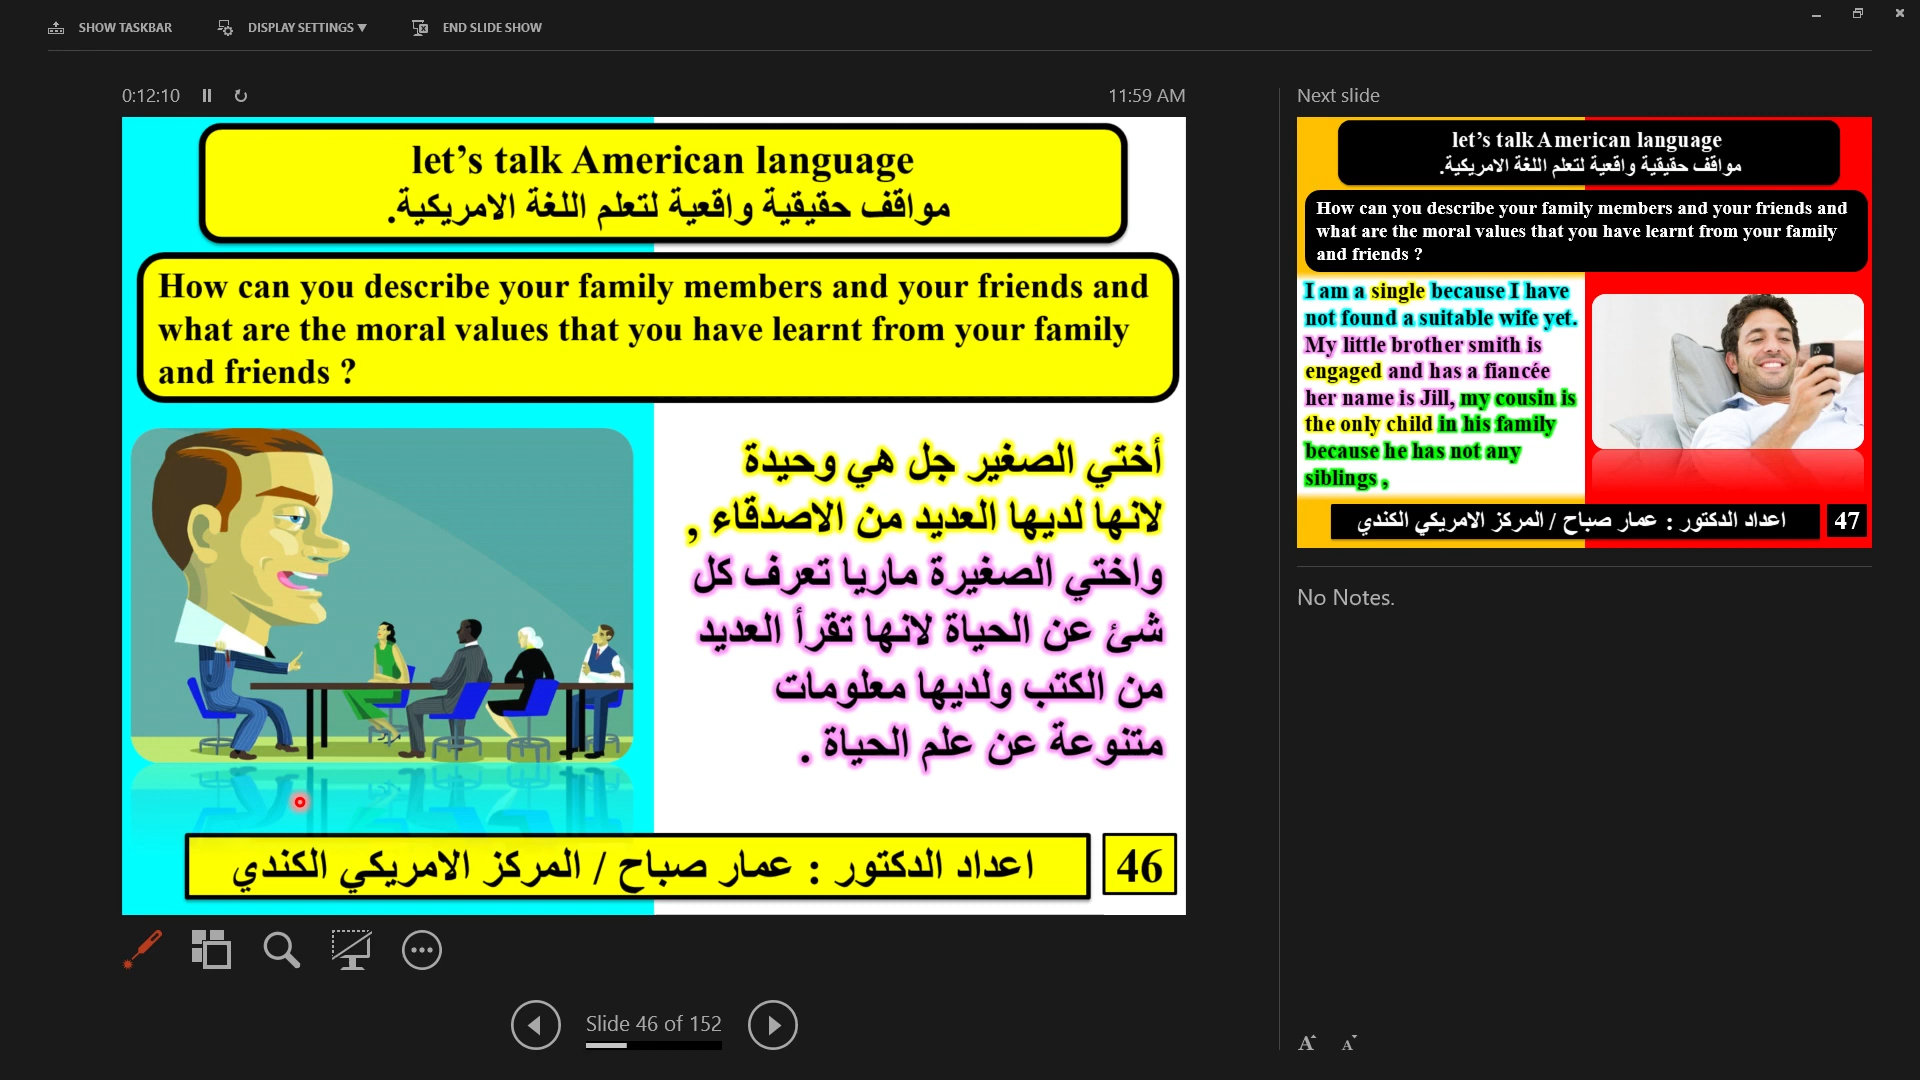 SHOW TASKBAR
DISPLAY SETTINGS ▼
END SLIDE SHOW
0:12:10
11:59 AM
let’s talk American language
مواقف حقيقية واقعية لتعلم اللغة الامريكية.
How can you describe your family members and your friends and
what are the moral values that you have learnt from your family
and friends ?
أختي الصغير جل هي وحيدة
لانها لديها العديد من الاصدقاء ,
واختي الصغيرة ماريا تعرف كل
شئ عن الحياة لانها تقرأ العديد
من الكتب ولديها معلومات
متنوعة عن علم الحياة .
اعداد الدكتور : عمار صباح / المركز الامريكي الكندي
46
Slide 46 of 152
Next slide
let’s talk American language
مواقف حقيقية واقعية لتعلم اللغة الامريكية.
How can you describe your family members and your friends and
what are the moral values that you have learnt from your family
and friends ?
I am a single because I have
not found a suitable wife yet.
My little brother smith is
engaged and has a fiancée
her name is Jill, my cousin is
the only child in his family
because he has not any
siblings ,
اعداد الدكتور : عمار صباح / المركز الامريكي الكندي
47
No Notes.
A A